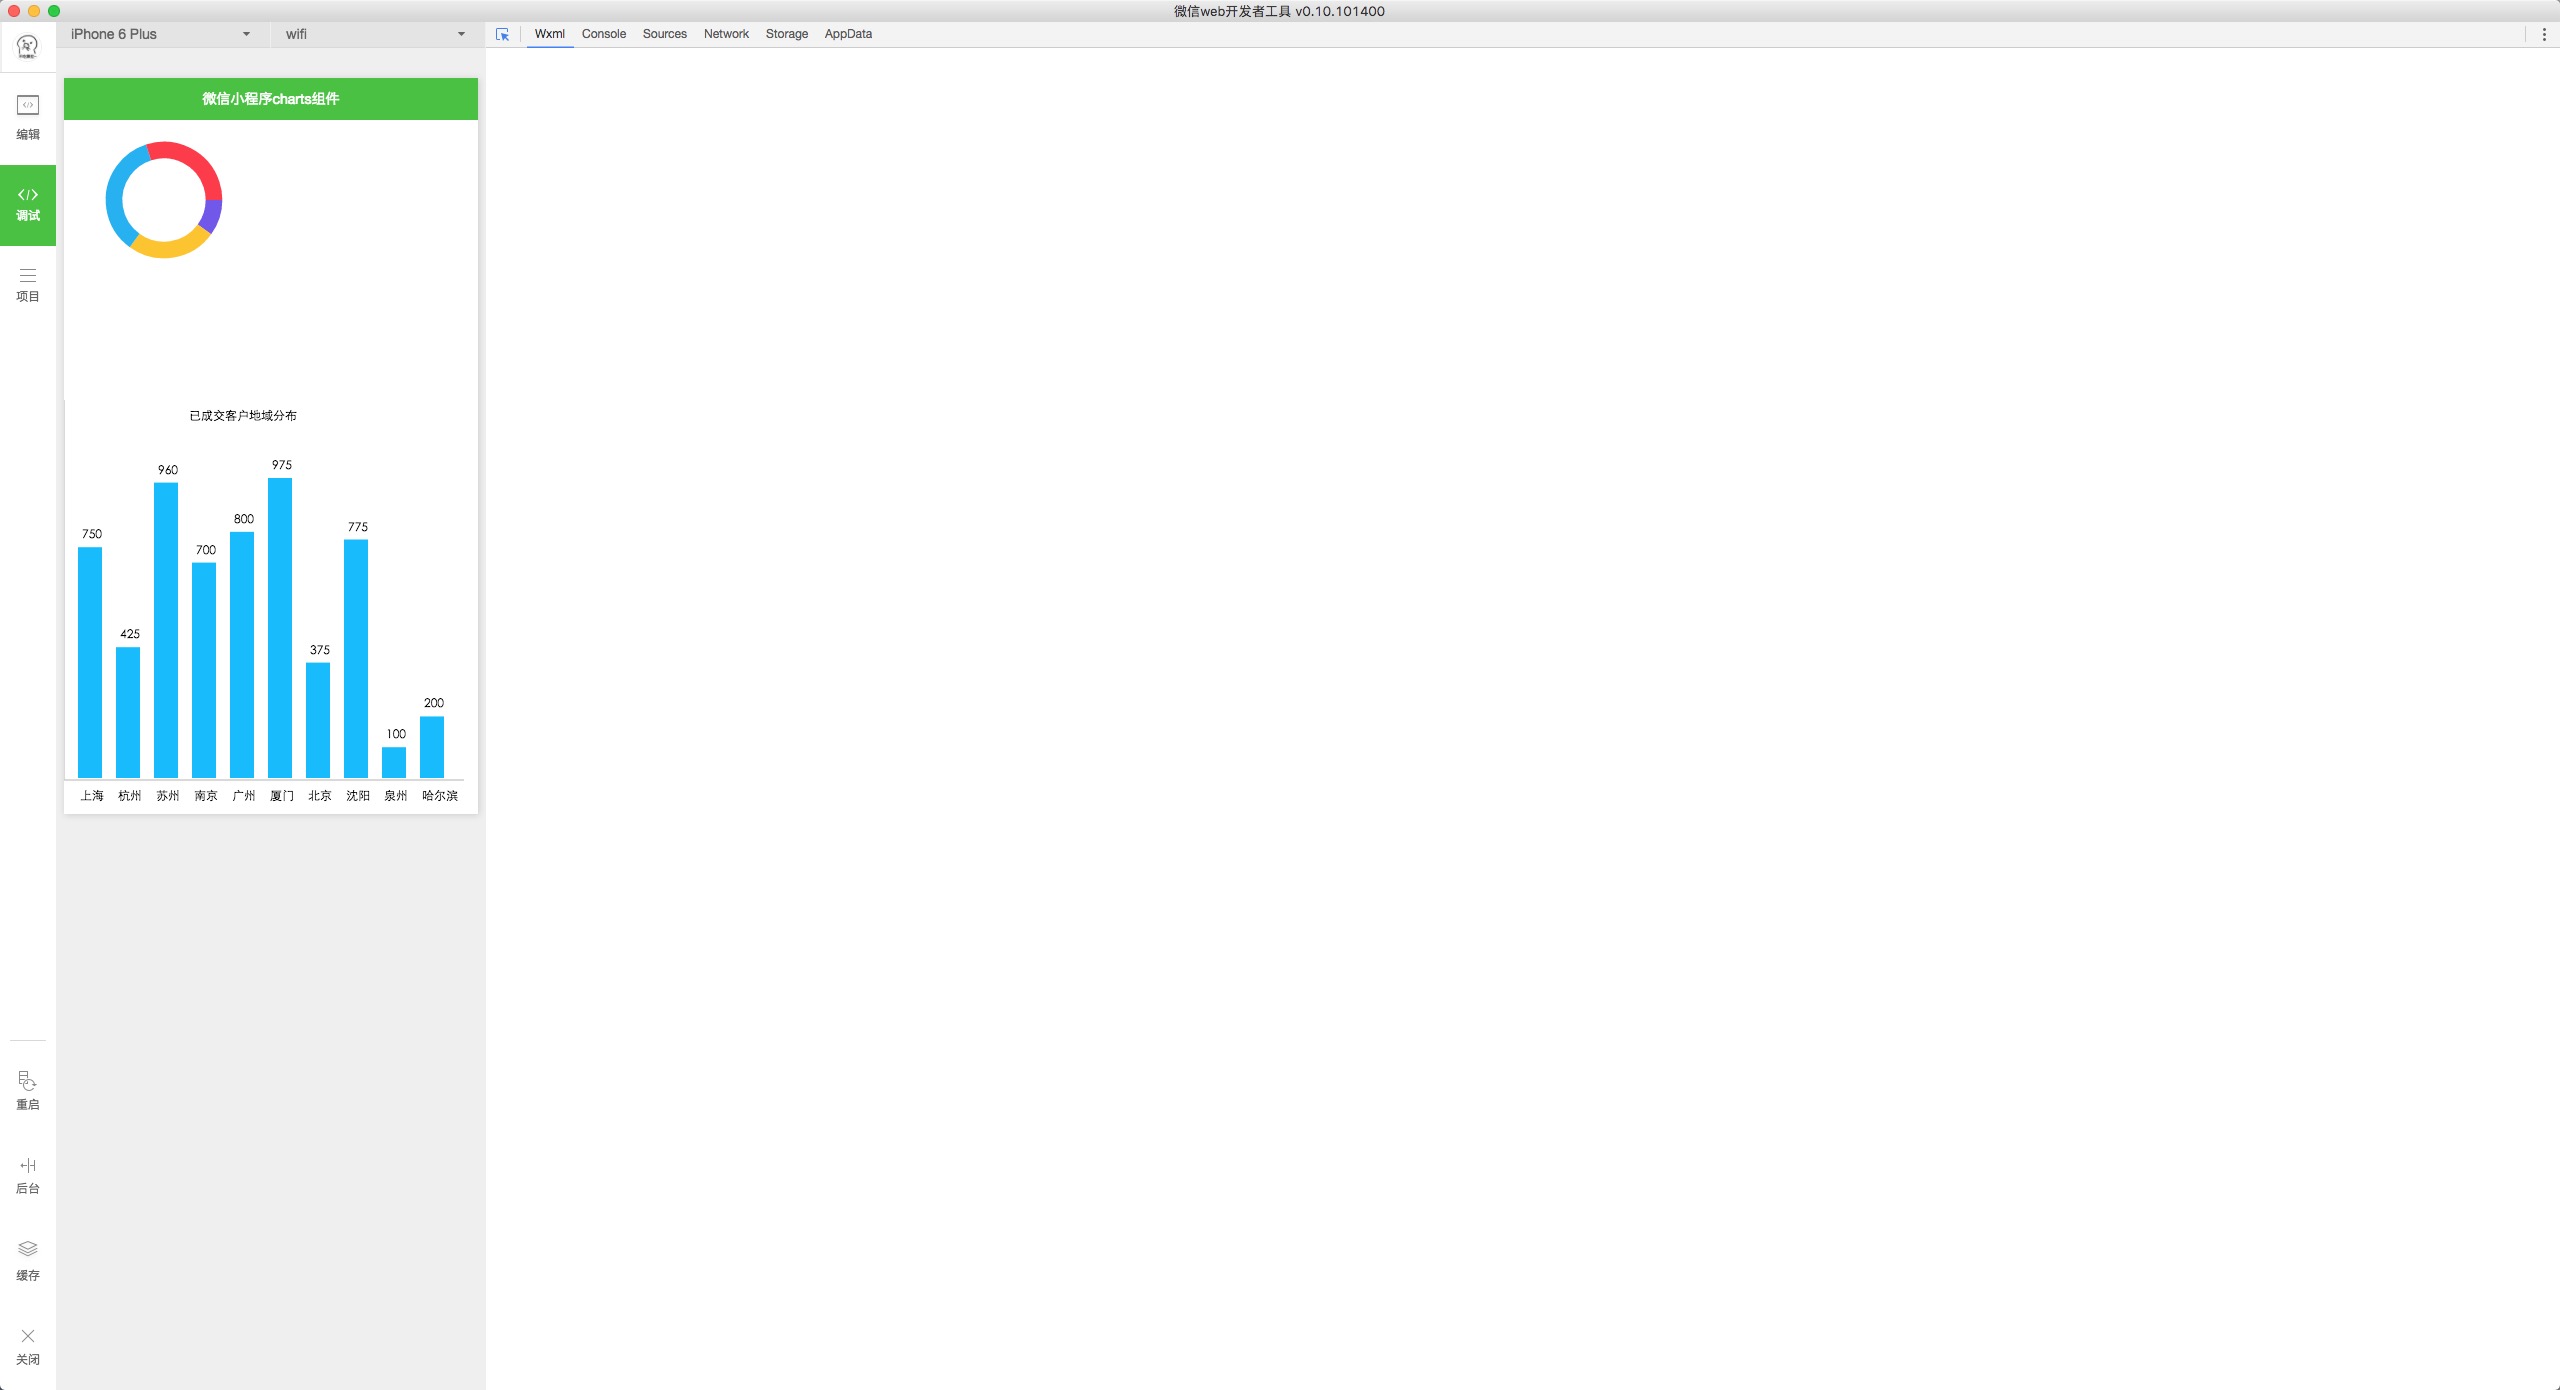 微信web开发者工具 v0.10.101400
iPhone 6 Plus
wifi
Wxml Console Sources Network Storage AppData
编辑
调试
项目
重启
后台
缓存
关闭
微信小程序charts组件
已成交客户地域分布
750
425
960
700
800
975
375
775
100
200
上海 杭州 苏州 南京 广州 厦门 北京 沈阳 泉州 哈尔滨